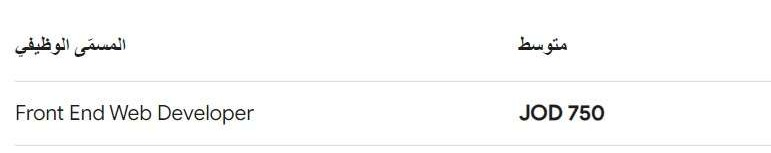 المسمَى الوظيفي متوسط
Front End Web Developer JOD 750